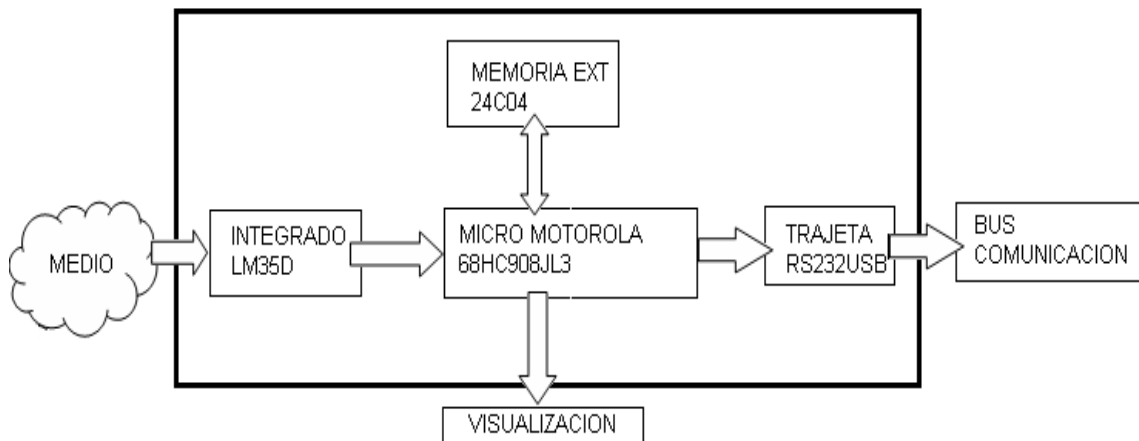 MEMORIA EXT
24C04
MEDIO
INTEGRADO
LM35D
MICRO MOTOROLA
68HC908JL3
TRAJETA
RS232USB
BUS
COMUNICACION
VISUALIZACION